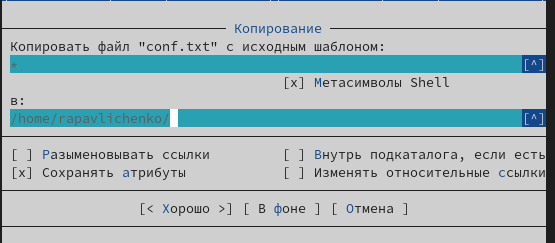 Копирование
Копировать файл "conf.txt" с исходным шаблоном:
* [^]
[x] Метасимволы Shell
в:
/home/rapavlichenko/ [^]
[ ] Разыменовывать ссылки [ ] Внутрь подкаталога, если есть
[x] Сохранять атрибуты [ ] Изменять относительные ссылки
[< Хорошо >] [ В фоне ] [ Отмена ]